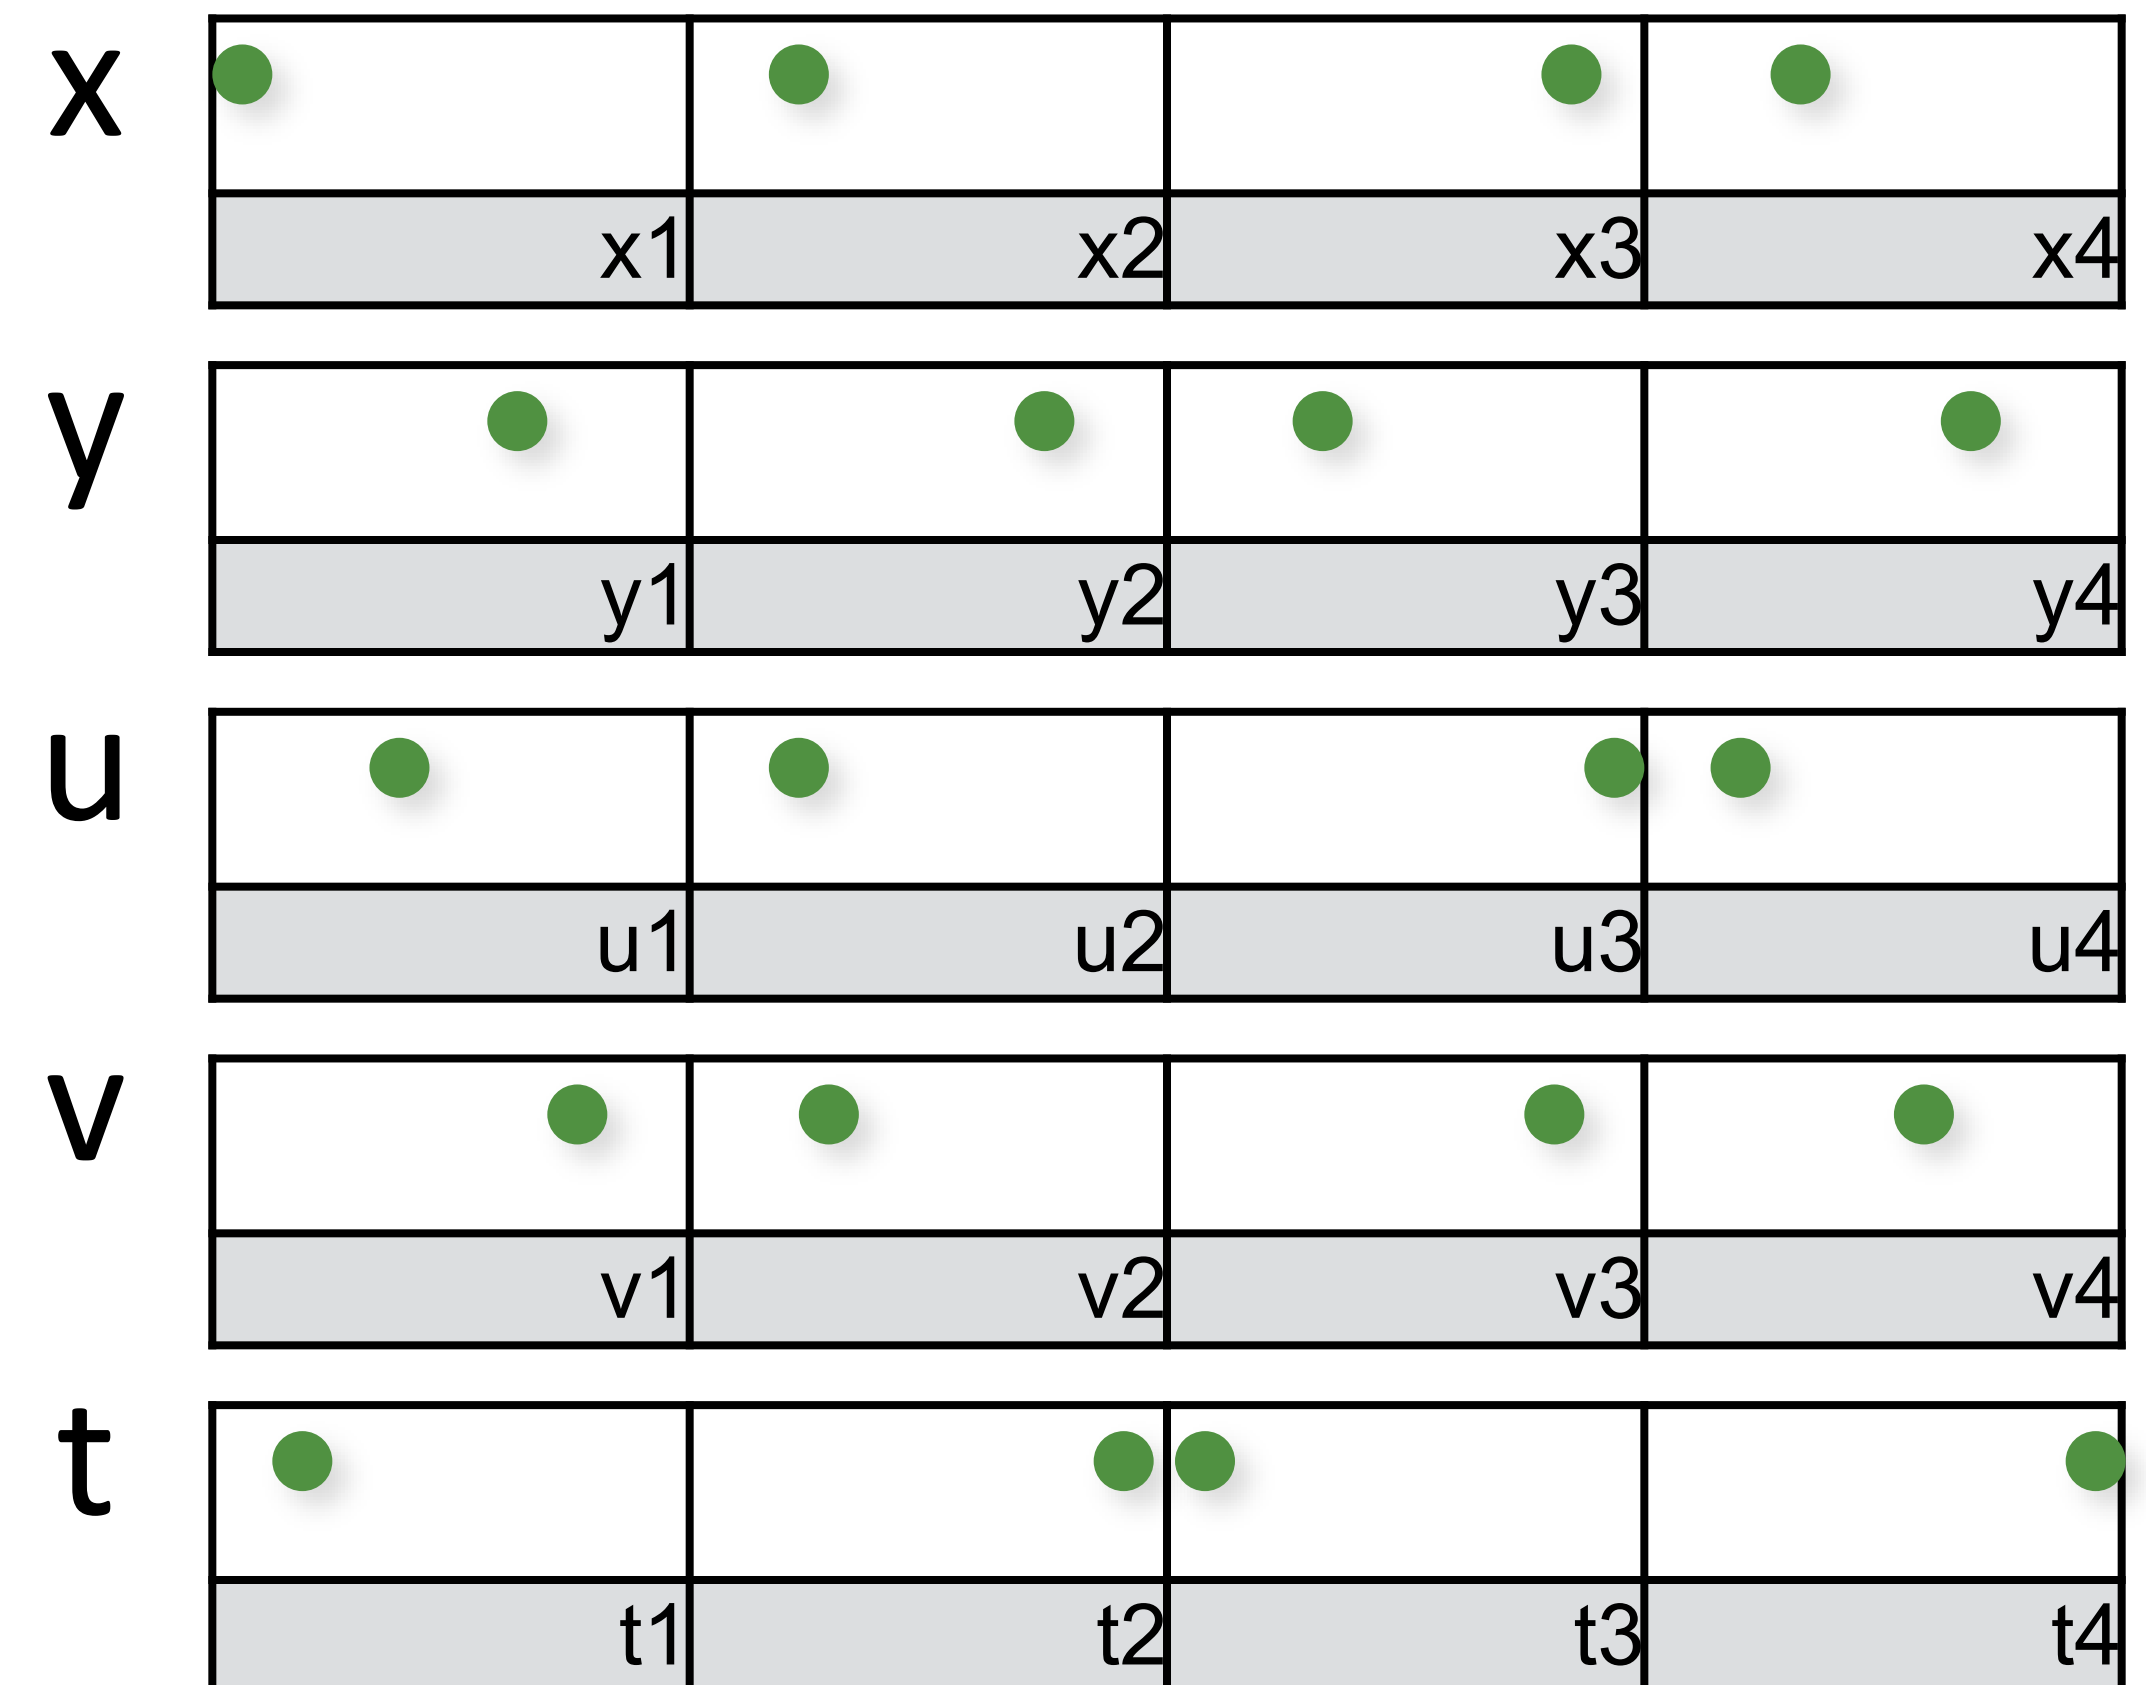 x
x1 x2 x3 x4
y
y1 y2 y3 y4
u
u1 u2 u3 u4
v
v1 v2 v3 v4
t
t1 t2 t3 t4